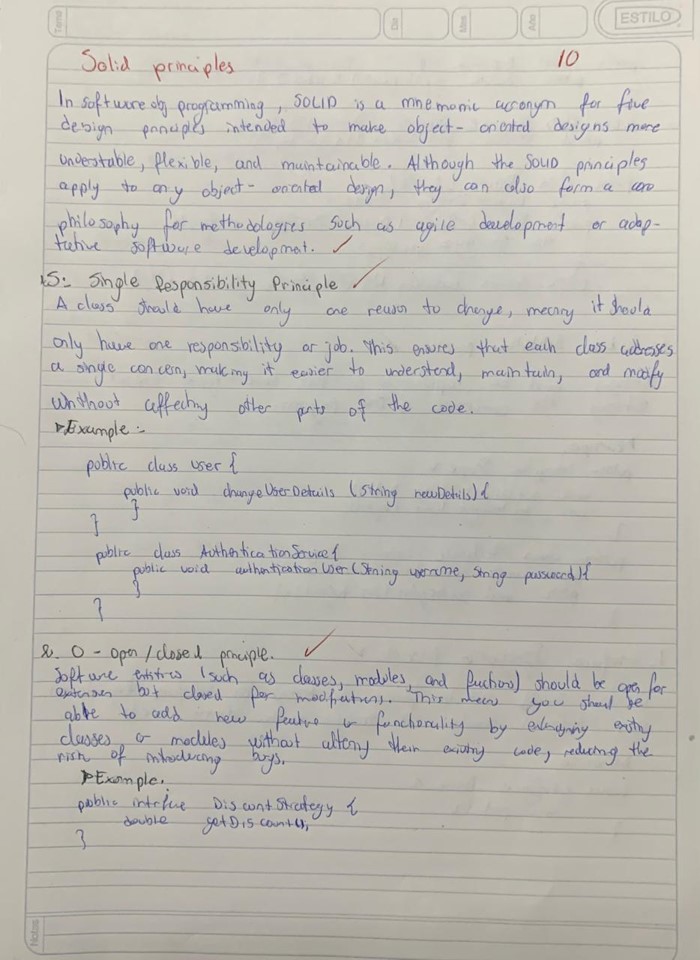 Tema
Dia
Mes
Año
ESTILO
Solid principles 10
In software obj programming, SOLID is a mnemonic acronym for five
design principles intended to make object-oriented designs more
understable, flexible, and maintainable. Although the SOLID principles
apply to any object-oriented design, they can also form a core
philosophy for methodologies such as agile development or adap-
tative software development.
1.S: Single Responsibility Principle
A class should have only one reason to change, meaning it should
only have one responsibility or job. This ensures that each class addresses
a single concern, making it easier to understand, maintain, and modify
without affecting other parts of the code.
Example:-
public class User {
public void changeUserDetails (String newDetails) {
}
}
public class AuthenticationService {
public void authenticationUser (String username, String password) {
}
}
2. O - Open / closed principle.
Software entities (such as classes, modules, and functions) should be open for
extension but closed for modifications. This means you should be
able to add new feature or functionality by existing
classes or modules without altering their existing code, reducing the
risk of introducing bugs.
Example.
public interface DiscountStrategy {
double getDiscount();
}
Notas